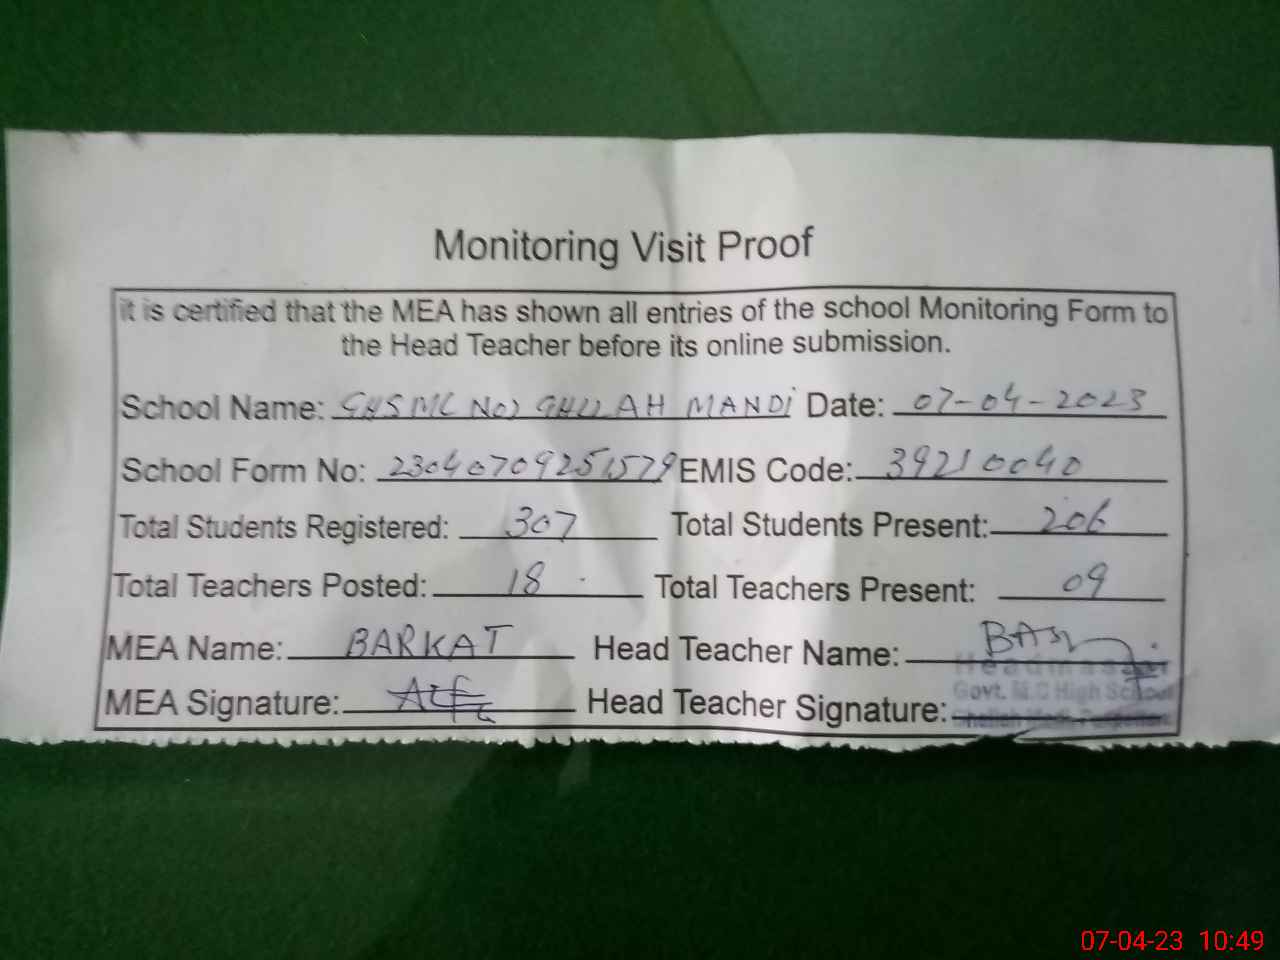 Monitoring Visit Proof
it is certified that the MEA has shown all entries of the school Monitoring Form to
the Head Teacher before its online submission.
School Name: GHSMC NO1 GHLLAH MANDi Date: 07-04-2023
School Form No: 23040709251579 EMIS Code: 39210040
Total Students Registered: 307 Total Students Present: 206
Total Teachers Posted: 18 Total Teachers Present: 09
MEA Name: BARKAT Head Teacher Name:
Headmaster
MEA Signature: Head Teacher Signature:
Govt. M.C High School
07-04-23 10:49